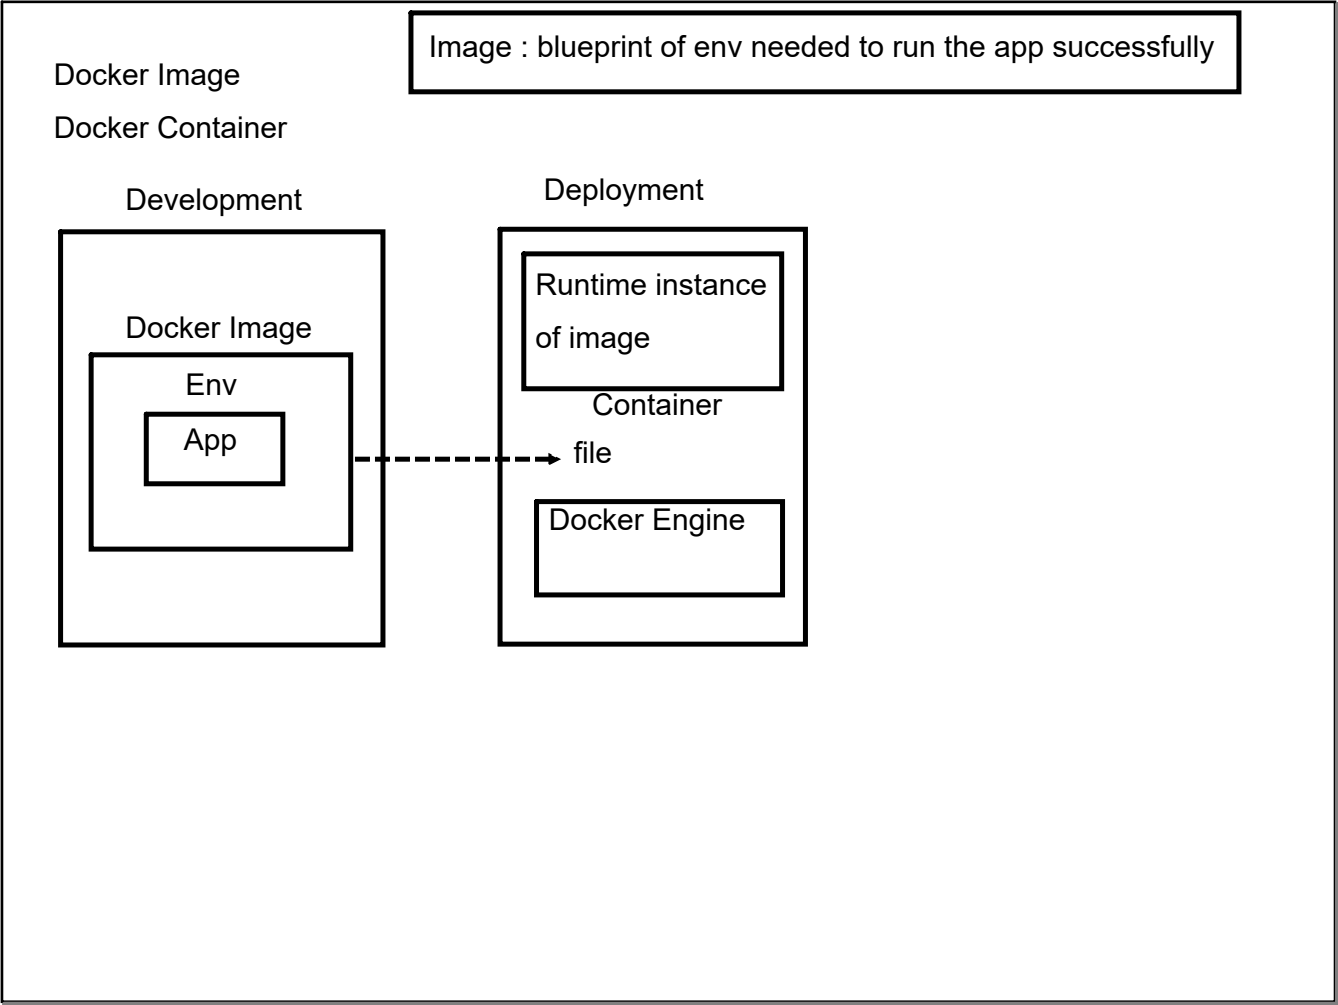 Image : blueprint of env needed to run the app successfully
Docker Image
Docker Container
Development
Deployment
Docker Image
Env
App
Runtime instance
of image
Container
file
Docker Engine